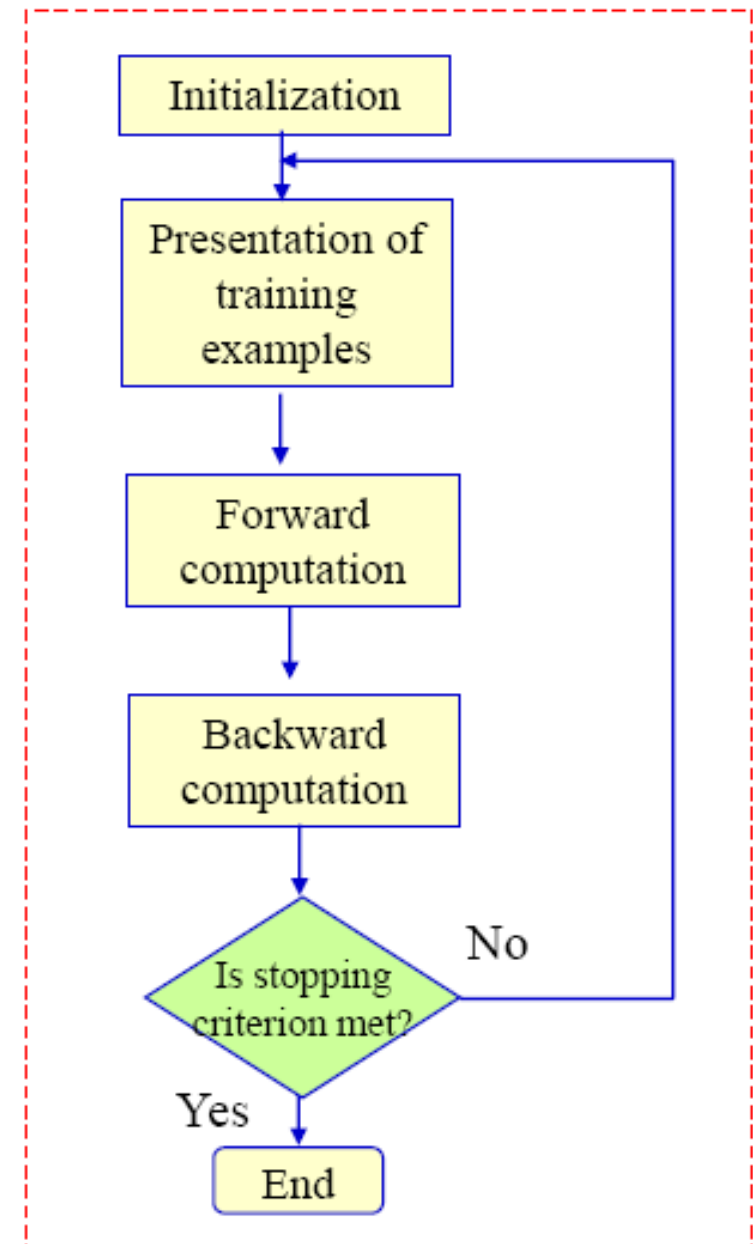 Initialization
Presentation of
training
examples
Forward
computation
Backward
computation
Is stopping
criterion met?
No
Yes
End